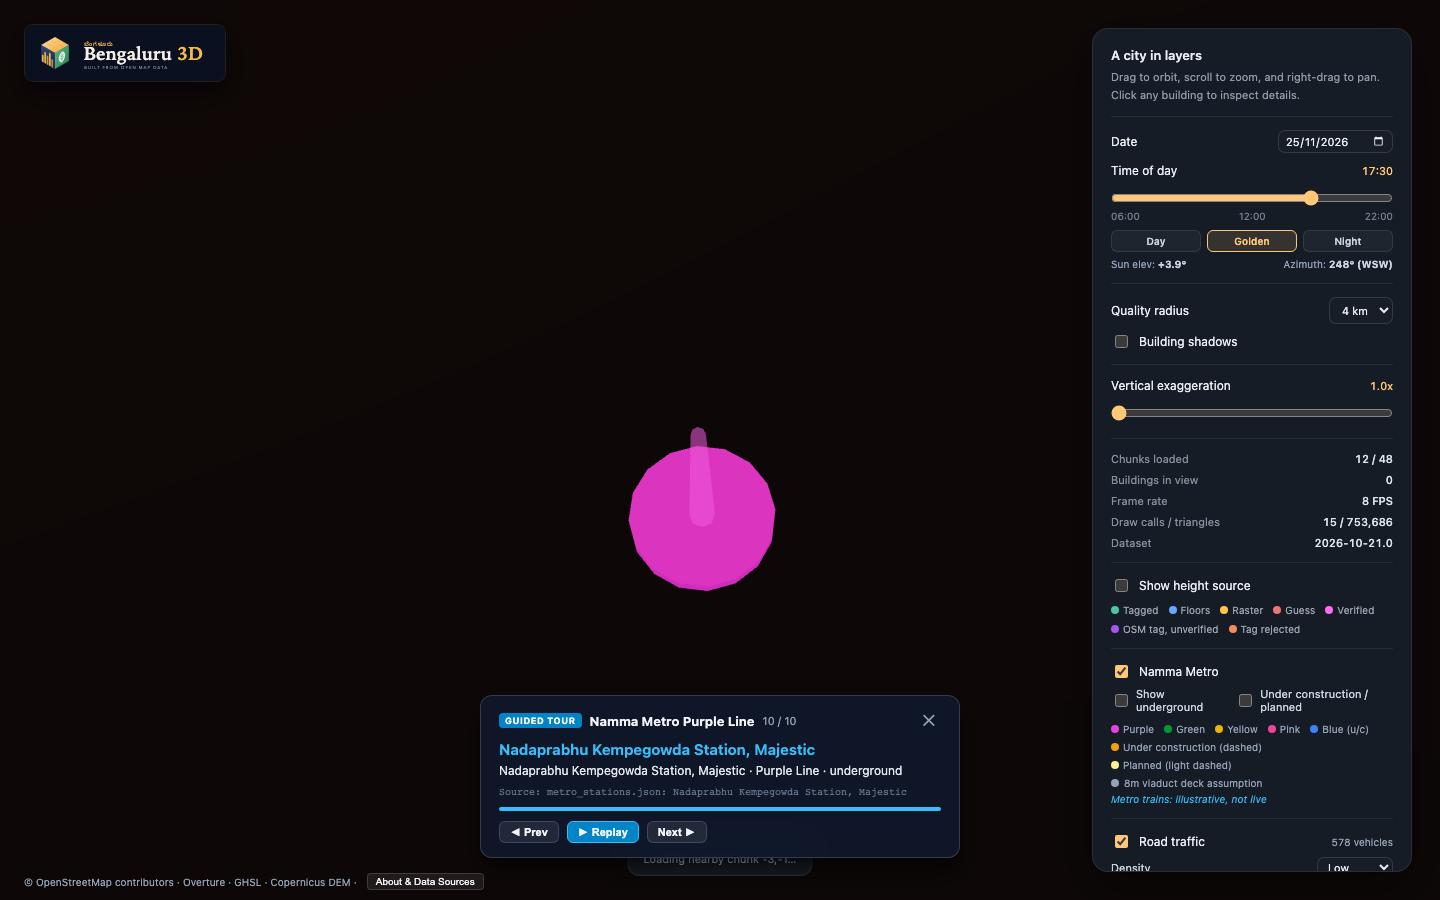 ಬೆಂಗಳೂರು
Bengaluru 3D
BUILT FROM OPEN MAP DATA
A city in layers
Drag to orbit, scroll to zoom, and right-drag to pan.
Click any building to inspect details.
Date 25/11/2026
Time of day 17:30
06:00 12:00 22:00
Day Golden Night
Sun elev: +3.9° Azimuth: 248° (WSW)
Quality radius 4 km
Building shadows
Vertical exaggeration 1.0x
Chunks loaded 12 / 48
Buildings in view 0
Frame rate 8 FPS
Draw calls / triangles 15 / 753,686
Dataset 2026-10-21.0
Show height source
Tagged Floors Raster Guess Verified
OSM tag, unverified Tag rejected
Namma Metro
Show underground
Under construction / planned
Purple Green Yellow Pink Blue (u/c)
Under construction (dashed)
Planned (light dashed)
8m viaduct deck assumption
Metro trains: illustrative, not live
Road traffic 578 vehicles
Density Low
GUIDED TOUR Namma Metro Purple Line 10 / 10
Nadaprabhu Kempegowda Station, Majestic
Nadaprabhu Kempegowda Station, Majestic · Purple Line · underground
Source: metro_stations.json: Nadaprabhu Kempegowda Station, Majestic
◀ Prev ▶ Replay Next ▶
Loading nearby chunk -3,-1...
© OpenStreetMap contributors · Overture · GHSL · Copernicus DEM · About & Data Sources